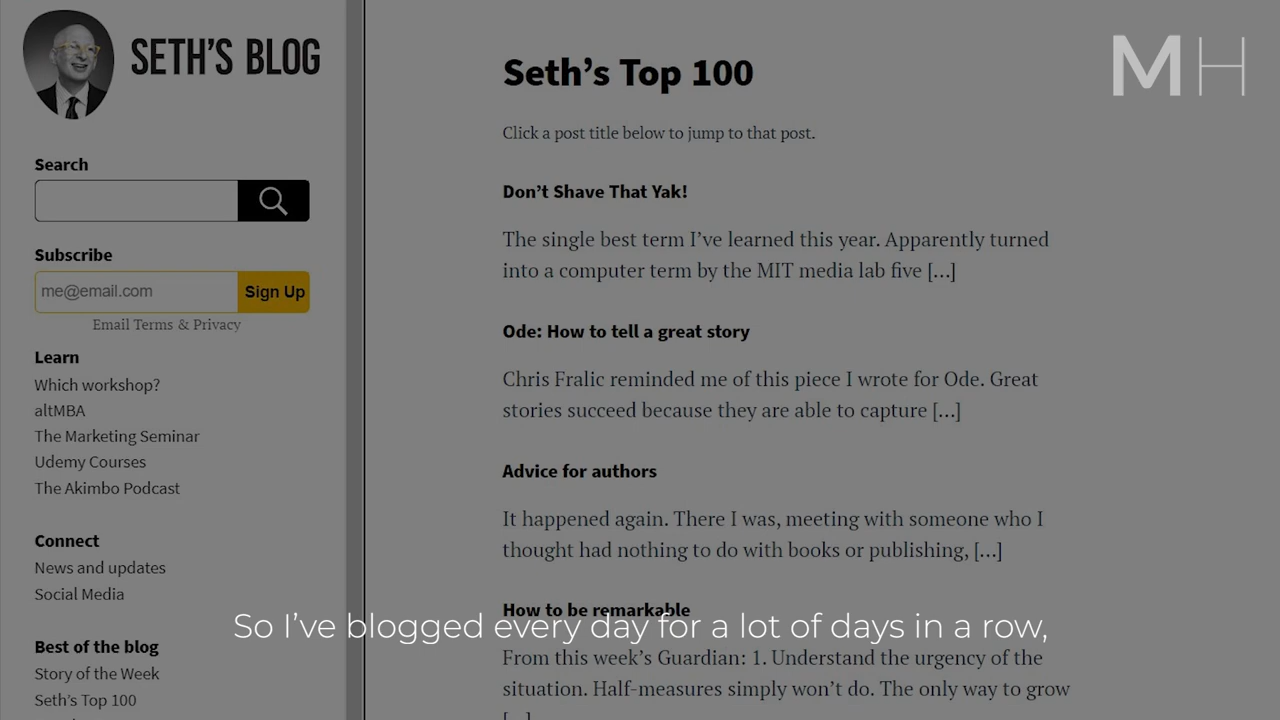 SETH'S BLOG
Search
Subscribe
me@email.com
Sign Up
Email Terms & Privacy
Learn
Which workshop?
altMBA
The Marketing Seminar
Udemy Courses
The Akimbo Podcast
Connect
News and updates
Social Media
Best of the blog
Story of the Week
Seth's Top 100
MH
Seth's Top 100
Click a post title below to jump to that post.
Don't Shave That Yak!
The single best term I've learned this year. Apparently turned
into a computer term by the MIT media lab five [...]
Ode: How to tell a great story
Chris Fralic reminded me of this piece I wrote for Ode. Great
stories succeed because they are able to capture [...]
Advice for authors
It happened again. There I was, meeting with someone who I
thought had nothing to do with books or publishing, [...]
How to be remarkable
So I've blogged every day for a lot of days in a row,
From this week's Guardian: 1. Understand the urgency of the
situation. Half-measures simply won't do. The only way to grow
[...]